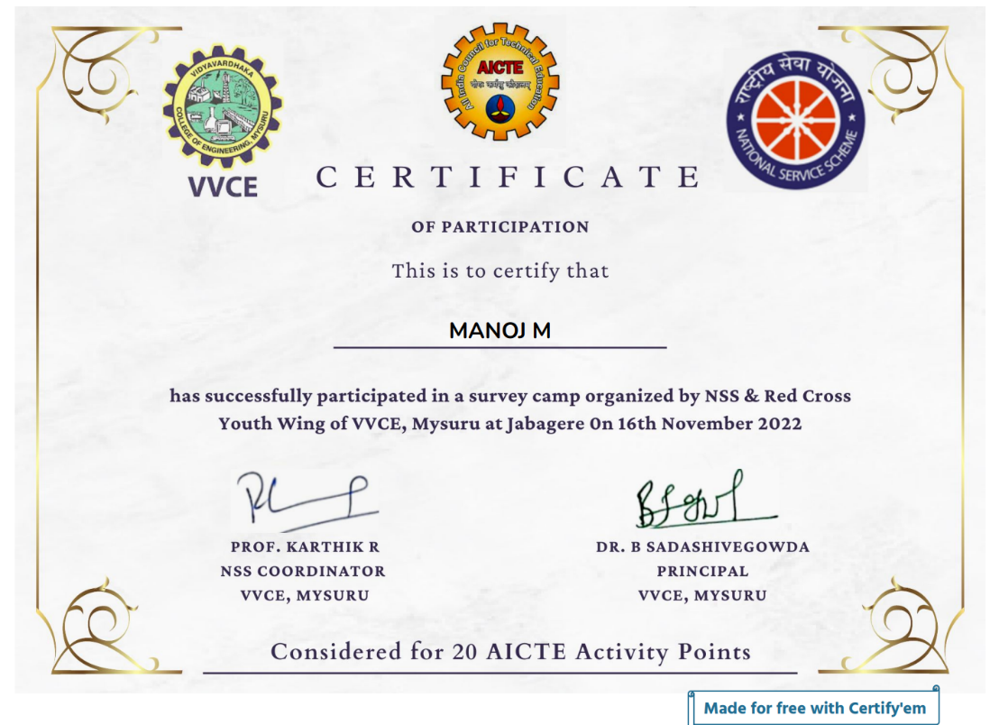 VIDYAVARDHAKA
COLLEGE OF ENGINEERING, MYSURU
VVCE
All India Council for Technical Education
AICTE
योगः कर्मसु कौशलम्
राष्ट्रीय सेवा योजना
NATIONAL SERVICE SCHEME
CERTIFICATE
OF PARTICIPATION
This is to certify that
MANOJ M
has successfully participated in a survey camp organized by NSS & Red Cross
Youth Wing of VVCE, Mysuru at Jabagere 0n 16th November 2022
PROF. KARTHIK R
NSS COORDINATOR
VVCE, MYSURU
DR. B SADASHIVEGOWDA
PRINCIPAL
VVCE, MYSURU
Considered for 20 AICTE Activity Points
Made for free with Certify'em